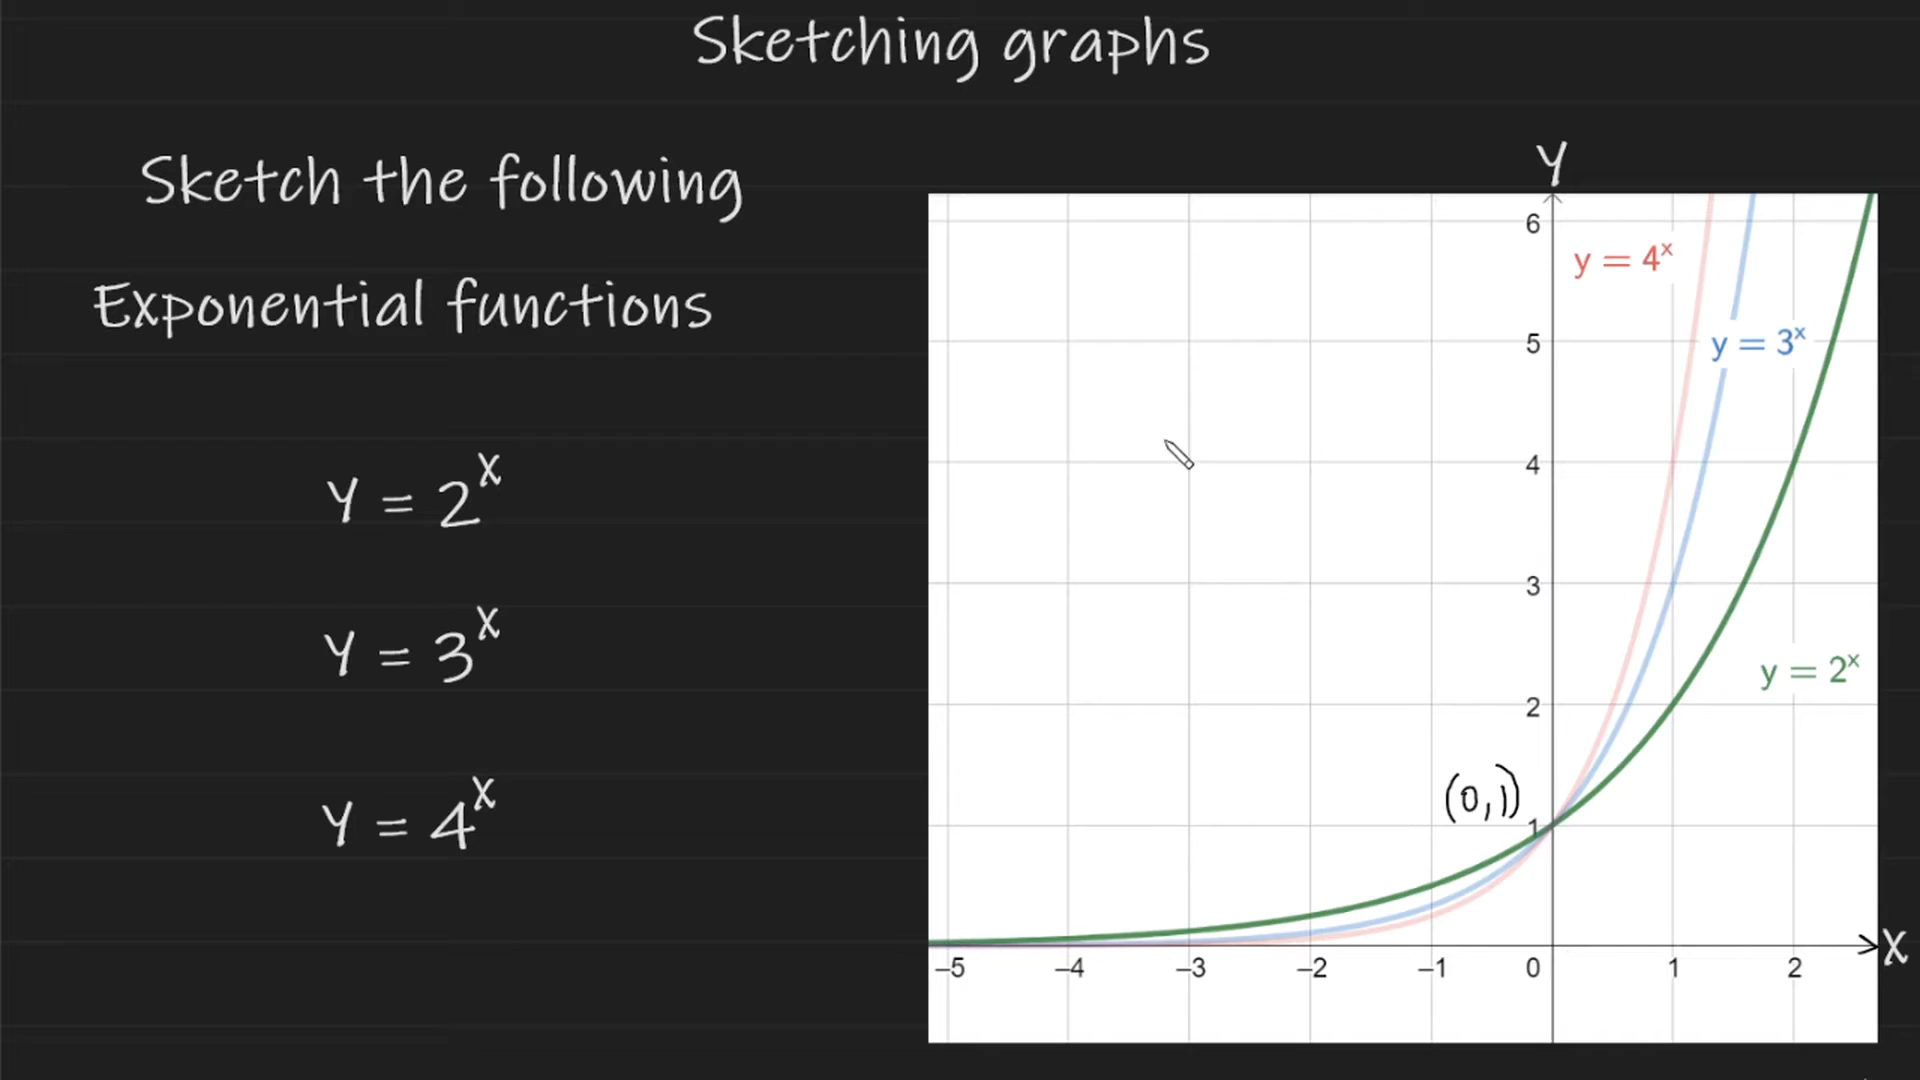 Sketching graphs
Sketch the following
Exponential functions
Y = 2^X
Y = 3^X
Y = 4^X
Y
6
y = 4^x
5
y = 3^x
4
3
2
y = 2^x
(0,1)
1
X
–5 –4 –3 –2 –1 0 1 2